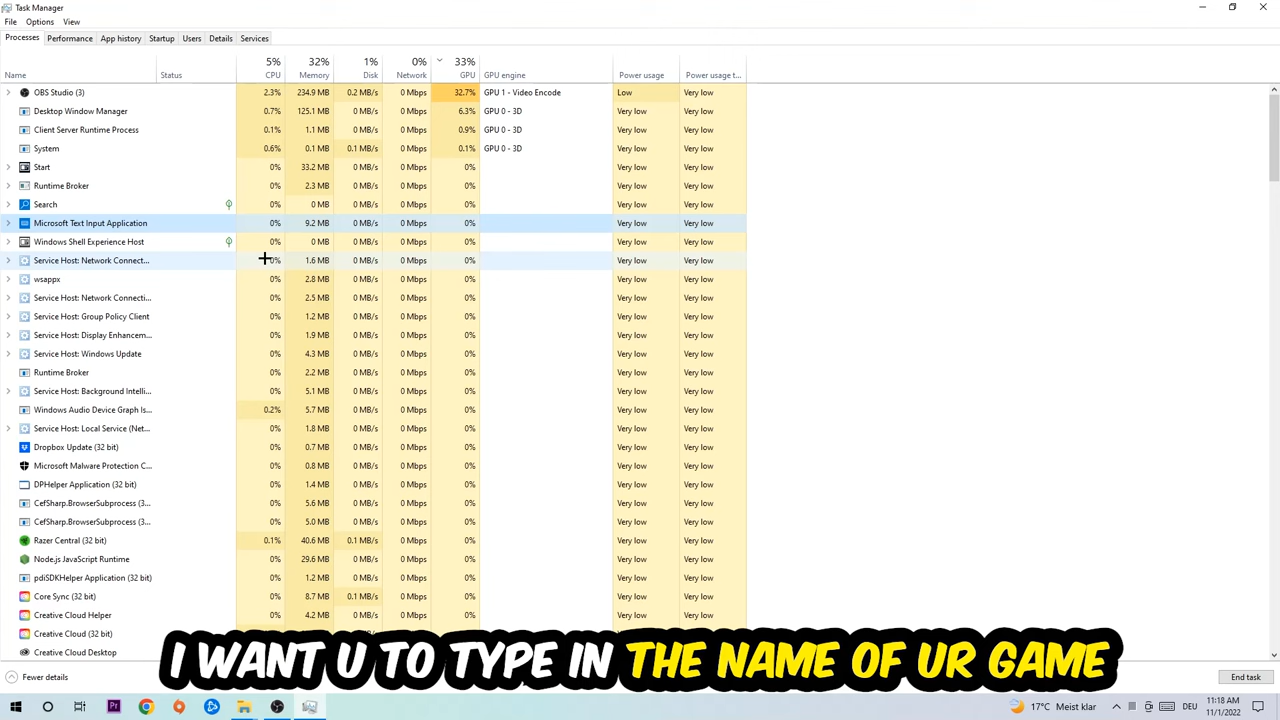 Task Manager
File Options View
Processes Performance App history Startup Users Details Services
5% 32% 1% 0% 33%
Name Status CPU Memory Disk Network GPU GPU engine Power usage Power usage t...
OBS Studio (3) 2.3% 234.9 MB 0.2 MB/s 0 Mbps 32.7% GPU 1 - Video Encode Low Very low
Desktop Window Manager 0.7% 125.1 MB 0 MB/s 0 Mbps 6.3% GPU 0 - 3D Very low Very low
Client Server Runtime Process 0.1% 1.1 MB 0 MB/s 0 Mbps 0.9% GPU 0 - 3D Very low Very low
System 0.6% 0.1 MB 0.1 MB/s 0 Mbps 0.1% GPU 0 - 3D Very low Very low
Start 0% 33.2 MB 0 MB/s 0 Mbps 0% Very low Very low
Runtime Broker 0% 2.3 MB 0 MB/s 0 Mbps 0% Very low Very low
Search 0% 0 MB 0 MB/s 0 Mbps 0% Very low Very low
Microsoft Text Input Application 0% 9.2 MB 0 MB/s 0 Mbps 0% Very low Very low
Windows Shell Experience Host 0% 0 MB 0 MB/s 0 Mbps 0% Very low Very low
Service Host: Network Connect... 0% 1.6 MB 0 MB/s 0 Mbps 0% Very low Very low
wsappx 0% 2.8 MB 0 MB/s 0 Mbps 0% Very low Very low
Service Host: Network Connecti... 0% 2.5 MB 0 MB/s 0 Mbps 0% Very low Very low
Service Host: Group Policy Client 0% 1.2 MB 0 MB/s 0 Mbps 0% Very low Very low
Service Host: Display Enhancem... 0% 1.9 MB 0 MB/s 0 Mbps 0% Very low Very low
Service Host: Windows Update 0% 4.3 MB 0 MB/s 0 Mbps 0% Very low Very low
Runtime Broker 0% 2.2 MB 0 MB/s 0 Mbps 0% Very low Very low
Service Host: Background Intelli... 0% 5.1 MB 0 MB/s 0 Mbps 0% Very low Very low
Windows Audio Device Graph Is... 0.2% 5.7 MB 0 MB/s 0 Mbps 0% Very low Very low
Service Host: Local Service (Net... 0% 1.8 MB 0 MB/s 0 Mbps 0% Very low Very low
Dropbox Update (32 bit) 0% 0.7 MB 0 MB/s 0 Mbps 0% Very low Very low
Microsoft Malware Protection C... 0% 0.8 MB 0 MB/s 0 Mbps 0% Very low Very low
DPHelper Application (32 bit) 0% 1.4 MB 0 MB/s 0 Mbps 0% Very low Very low
CefSharp.BrowserSubprocess (3... 0% 5.6 MB 0 MB/s 0 Mbps 0% Very low Very low
CefSharp.BrowserSubprocess (3... 0% 5.0 MB 0 MB/s 0 Mbps 0% Very low Very low
Razer Central (32 bit) 0.1% 40.6 MB 0.1 MB/s 0 Mbps 0% Very low Very low
Node.js JavaScript Runtime 0% 29.6 MB 0 MB/s 0 Mbps 0% Very low Very low
pdiSDKHelper Application (32 bit) 0% 1.2 MB 0 MB/s 0 Mbps 0% Very low Very low
Core Sync (32 bit) 0% 8.7 MB 0.1 MB/s 0 Mbps 0% Very low Very low
Creative Cloud Helper 0% 4.2 MB 0 MB/s 0 Mbps 0% Very low Very low
Creative Cloud (32 bit)
Creative Cloud Desktop Very low
I WANT U TO TYPE IN THE NAME OF UR GAME
Fewer details End task
17°C Meist klar DEU 11:18 AM
11/1/2022